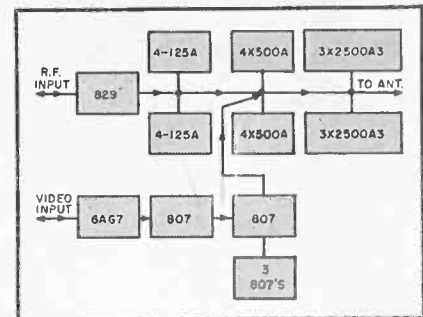 4-125A 4X500A 3X2500A3
R.F. INPUT
829
TO ANT.
4-125A 4X500A 3X2500A3
VIDEO INPUT
6AG7 807 807
3 807'S